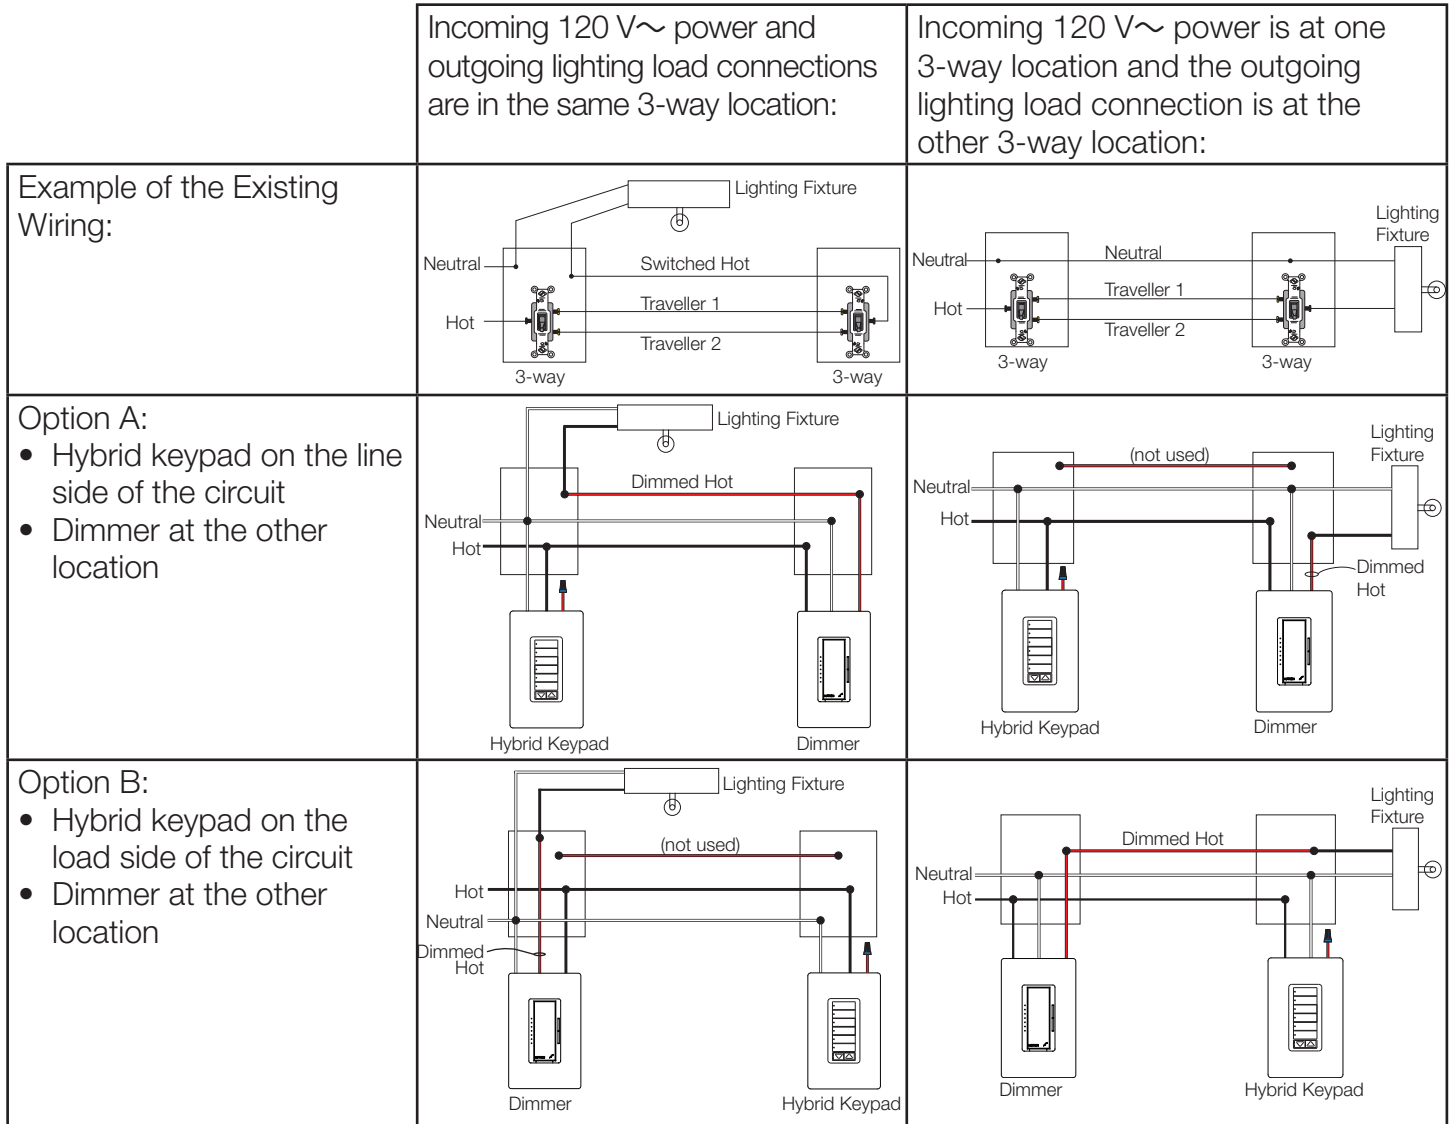 Incoming 120 V～ power and
outgoing lighting load connections
are in the same 3-way location:
Incoming 120 V～ power is at one
3-way location and the outgoing
lighting load connection is at the
other 3-way location:
Example of the Existing
Wiring:
Lighting Fixture
Neutral
Switched Hot
Traveller 1
Hot
Traveller 2
3-way
3-way
Lighting
Fixture
Neutral
Neutral
Traveller 1
Hot
Traveller 2
3-way
3-way
Option A:
• Hybrid keypad on the line
side of the circuit
• Dimmer at the other
location
Lighting Fixture
Dimmed Hot
Neutral
Hot
Hybrid Keypad
Dimmer
Lighting
Fixture
(not used)
Neutral
Hot
Dimmed
Hot
Hybrid Keypad
Dimmer
Option B:
• Hybrid keypad on the
load side of the circuit
• Dimmer at the other
location
Lighting Fixture
(not used)
Hot
Neutral
Dimmed
Hot
Dimmer
Hybrid Keypad
Lighting
Fixture
Dimmed Hot
Neutral
Hot
Dimmer
Hybrid Keypad